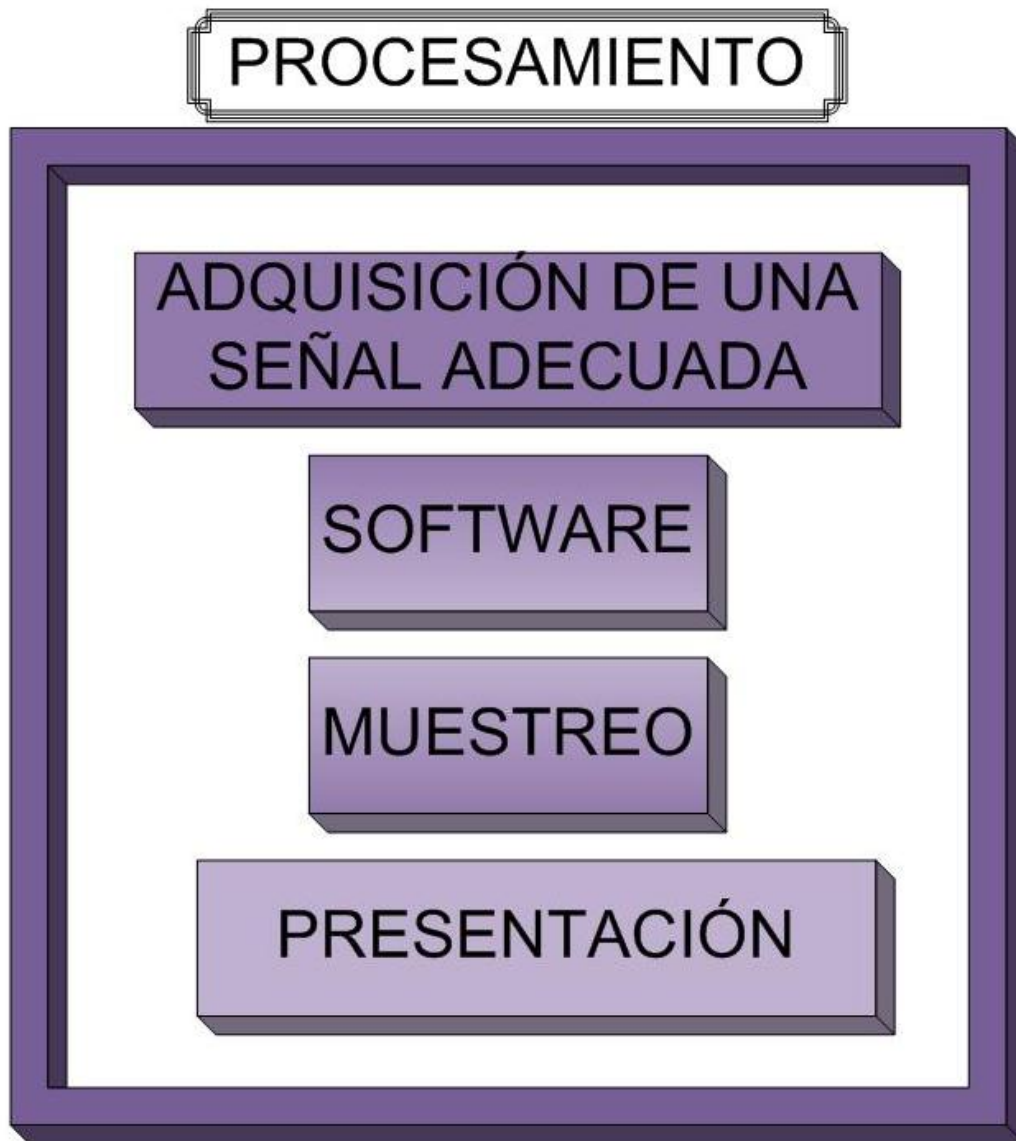 PROCESAMIENTO
ADQUISICIÓN DE UNA
SEÑAL ADECUADA
SOFTWARE
MUESTREO
PRESENTACIÓN